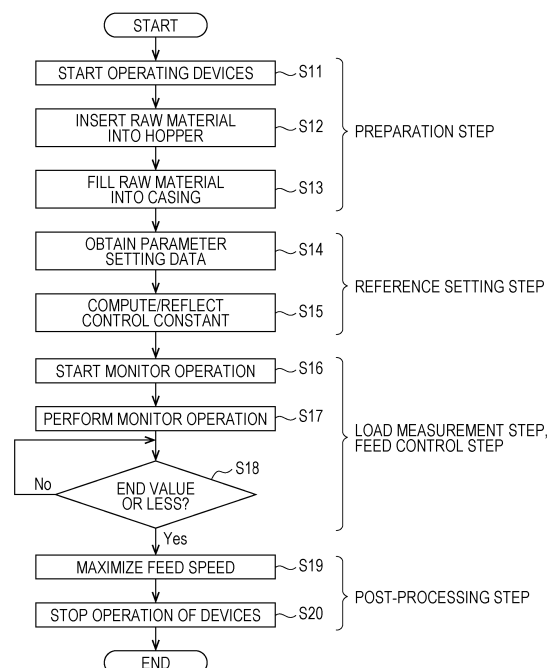 START
START OPERATING DEVICES
S11
INSERT RAW MATERIAL
INTO HOPPER
S12
PREPARATION STEP
FILL RAW MATERIAL
INTO CASING
S13
OBTAIN PARAMETER
SETTING DATA
S14
REFERENCE SETTING STEP
COMPUTE/REFLECT
CONTROL CONSTANT
S15
START MONITOR OPERATION
S16
PERFORM MONITOR OPERATION
S17
LOAD MEASUREMENT STEP,
FEED CONTROL STEP
S18
No
END VALUE
OR LESS?
Yes
MAXIMIZE FEED SPEED
S19
POST-PROCESSING STEP
STOP OPERATION OF DEVICES
S20
END